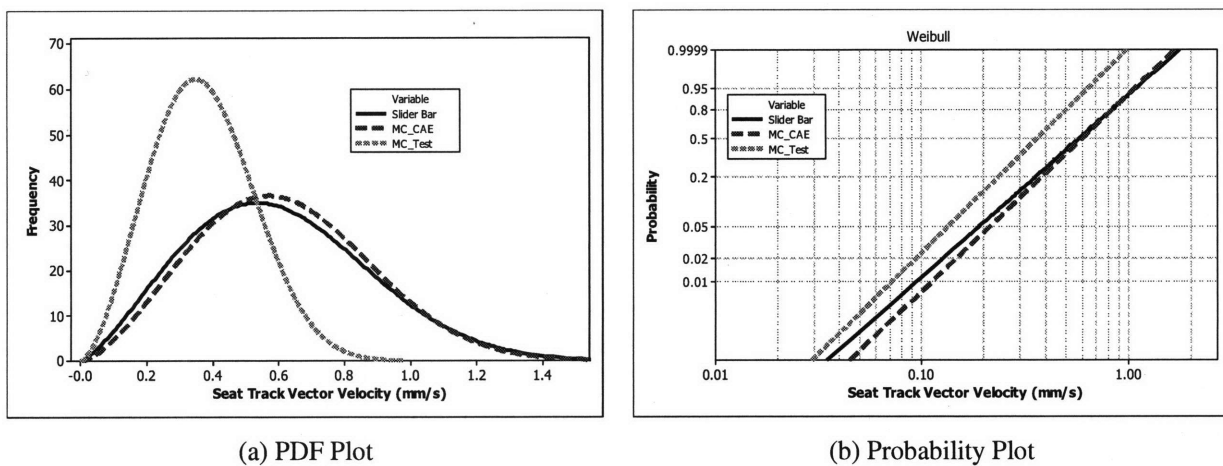 70
60
50
40
30
20
10
0
Frequency
Variable
Slider Bar
MC_CAE
MC_Test
-0.0 0.2 0.4 0.6 0.8 1.0 1.2 1.4
Seat Track Vector Velocity (mm/s)
(a) PDF Plot
Weibull
0.9999
0.95
0.8
0.5
0.2
0.05
0.02
0.01
Probability
Variable
Slider Bar
MC_CAE
MC_Test
0.01 0.10 1.00
Seat Track Vector Velocity (mm/s)
(b) Probability Plot